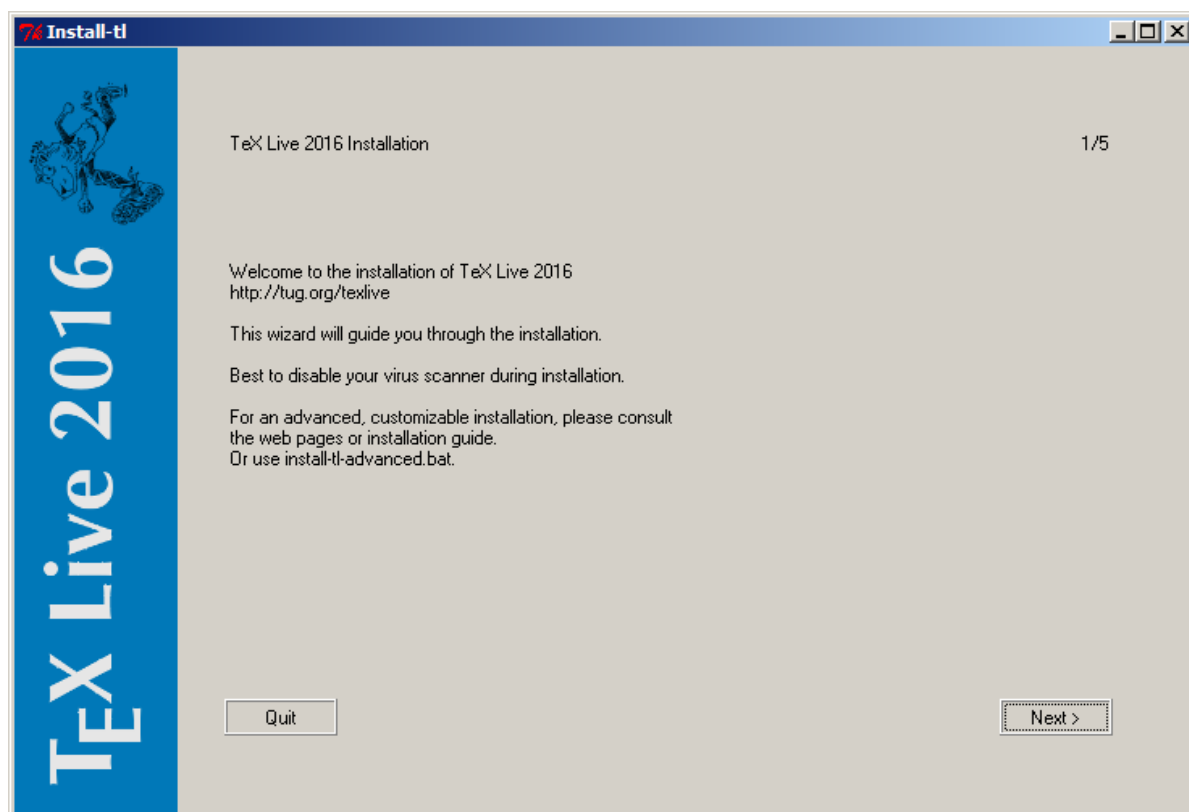 Install-tl
TeX Live 2016
TeX Live 2016 Installation 1/5
Welcome to the installation of TeX Live 2016
http://tug.org/texlive
This wizard will guide you through the installation.
Best to disable your virus scanner during installation.
For an advanced, customizable installation, please consult
the web pages or installation guide.
Or use install-tl-advanced.bat.
Quit Next >